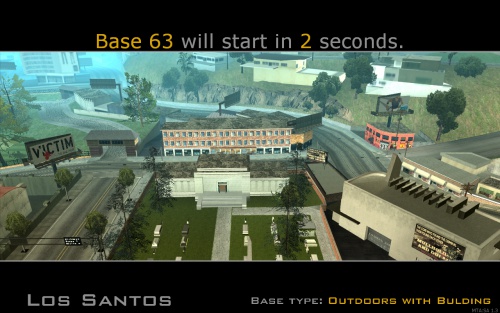 Base 63 will start in 2 seconds.
VICTIM
Los Santos
Base type: Outdoors with Bulding